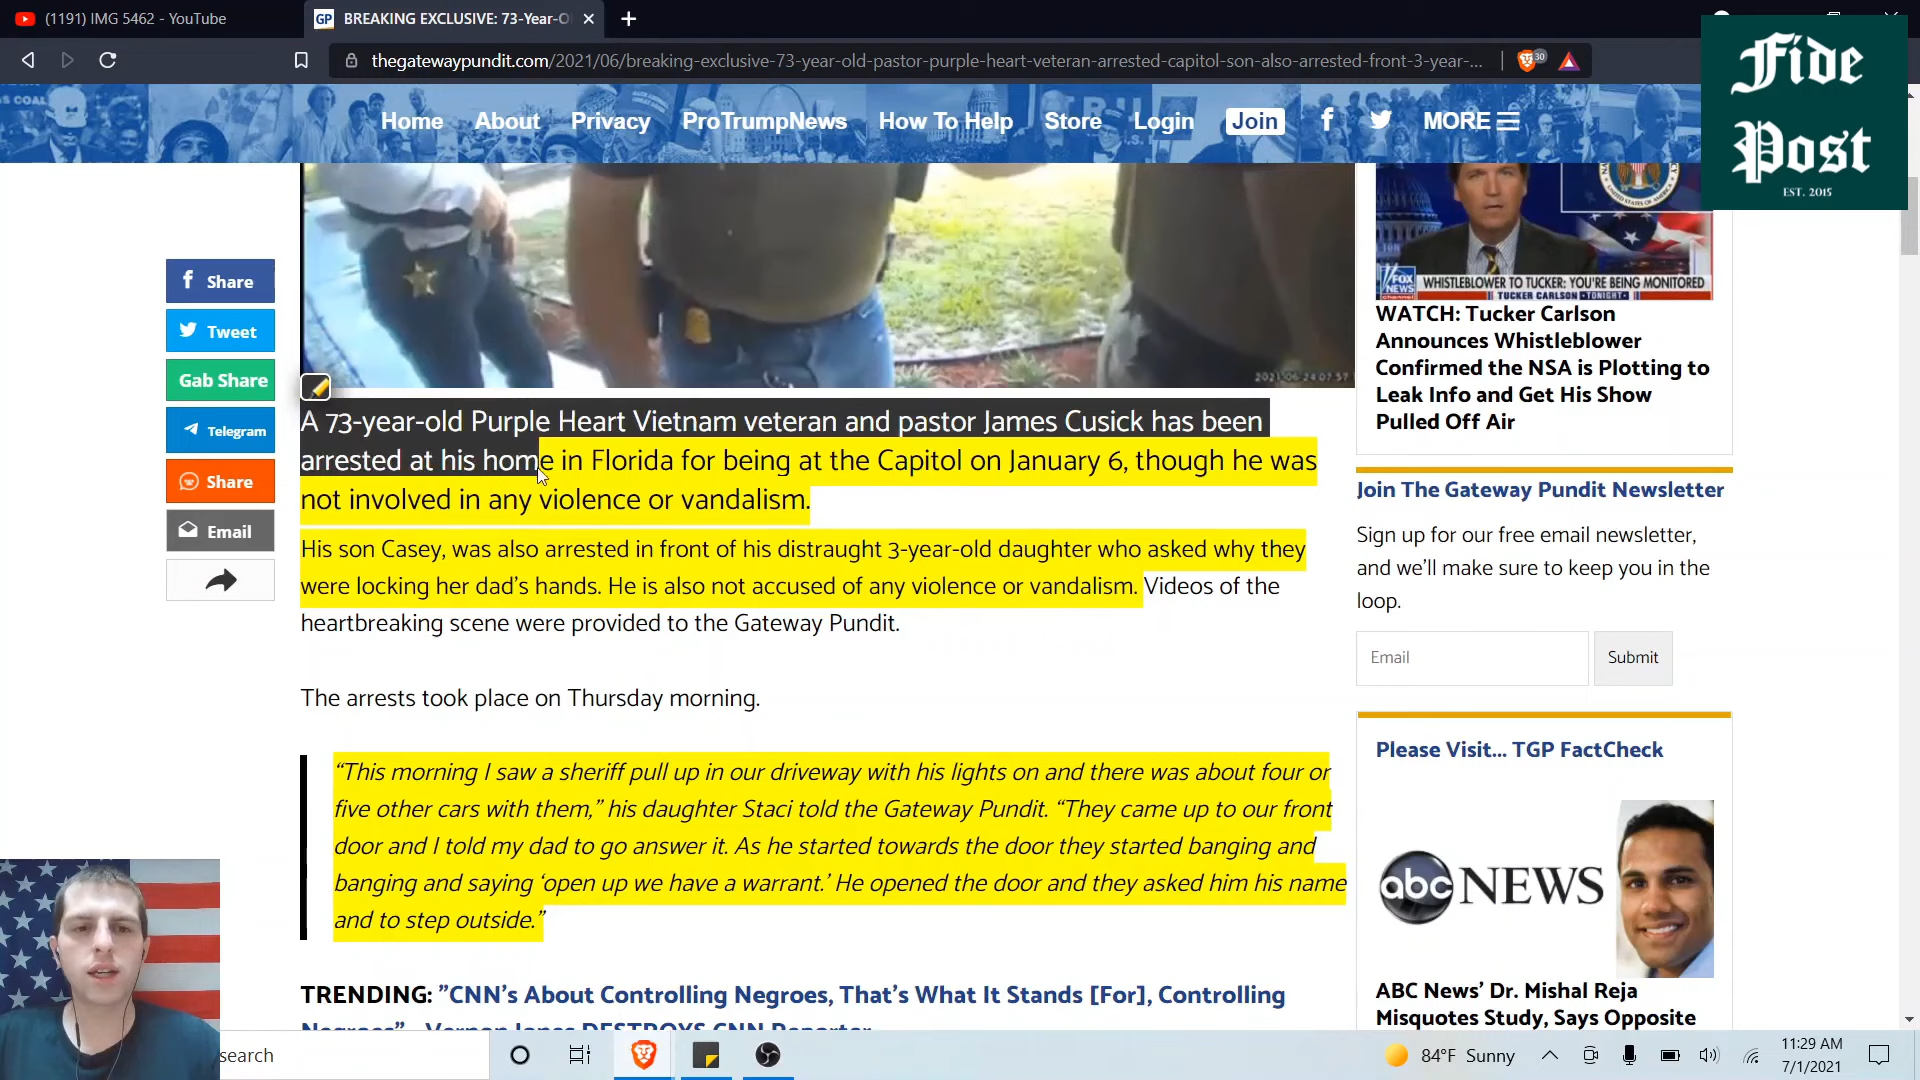 (1191) IMG 5462 - YouTube
GP BREAKING EXCLUSIVE: 73-Year-O
thegatewaypundit.com/2021/06/breaking-exclusive-73-year-old-pastor-purple-heart-veteran-arrested-capitol-son-also-arrested-front-3-year-...
30
Fide
Post
EST. 2015
Home About Privacy ProTrumpNews How To Help Store Login Join MORE
2021-06-24 07:57
Share
Tweet
Gab Share
Telegram
Share
Email
A 73-year-old Purple Heart Vietnam veteran and pastor James Cusick has been
arrested at his home in Florida for being at the Capitol on January 6, though he was
not involved in any violence or vandalism.
His son Casey, was also arrested in front of his distraught 3-year-old daughter who asked why they
were locking her dad's hands. He is also not accused of any violence or vandalism. Videos of the
heartbreaking scene were provided to the Gateway Pundit.
The arrests took place on Thursday morning.
“This morning I saw a sheriff pull up in our driveway with his lights on and there was about four or
five other cars with them,” his daughter Staci told the Gateway Pundit. “They came up to our front
door and I told my dad to go answer it. As he started towards the door they started banging and
banging and saying ‘open up we have a warrant.’ He opened the door and they asked him his name
and to step outside.”
TRENDING: "CNN's About Controlling Negroes, That's What It Stands [For], Controlling
Negroes" - Vernon Jones DESTROYS CNN Reporter
FOX NEWS channel
WHISTLEBLOWER TO TUCKER: YOU'RE BEING MONITORED
TUCKER CARLSON TONIGHT
WATCH: Tucker Carlson
Announces Whistleblower
Confirmed the NSA is Plotting to
Leak Info and Get His Show
Pulled Off Air
Join The Gateway Pundit Newsletter
Sign up for our free email newsletter,
and we'll make sure to keep you in the
loop.
Email Submit
Please Visit... TGP FactCheck
abc NEWS
ABC News' Dr. Mishal Reja
Misquotes Study, Says Opposite
search
84°F Sunny
11:29 AM
7/1/2021